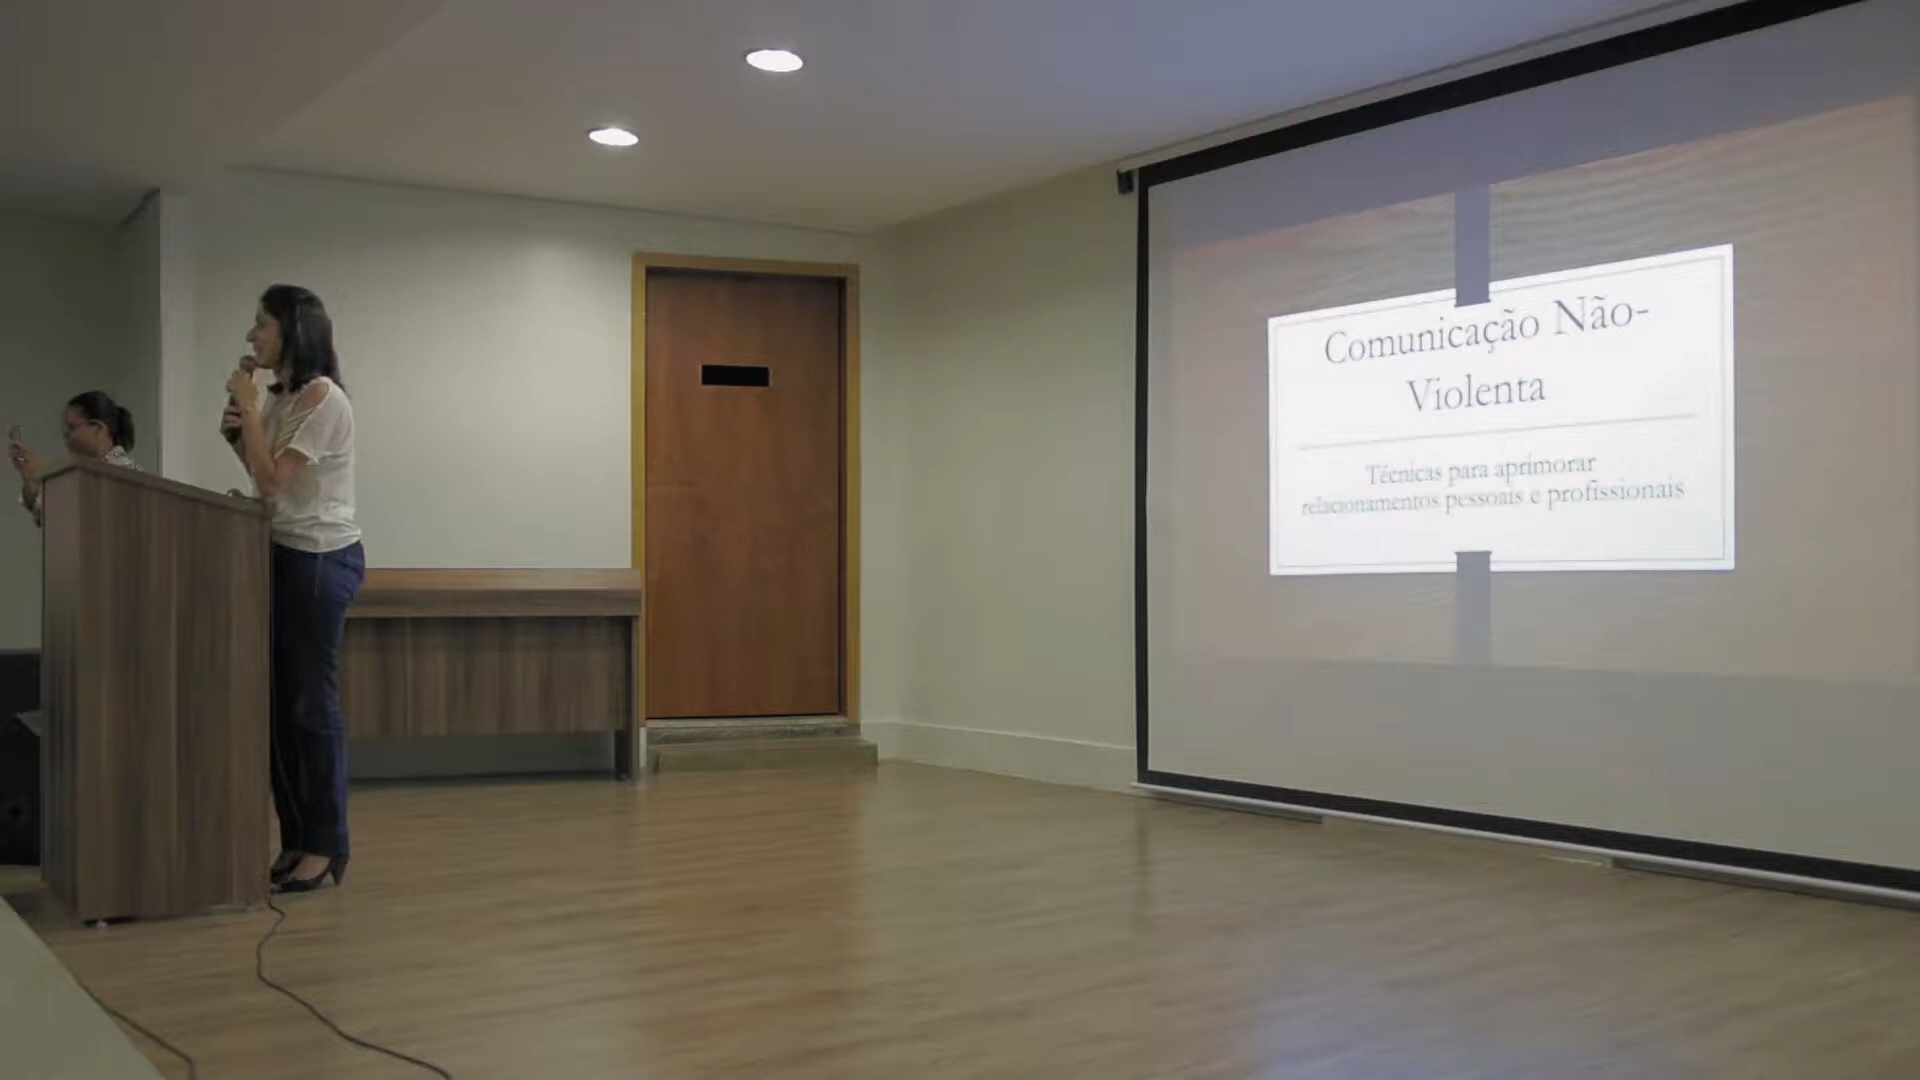 Comunicação Não-
Violenta
Técnicas para aprimorar
relacionamentos pessoais e profissionais